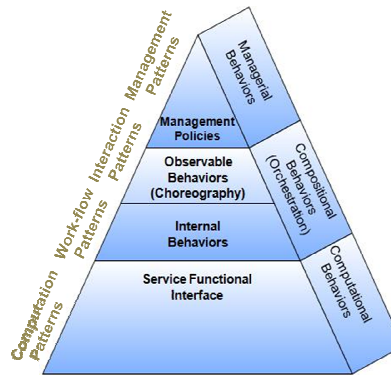 Management
Patterns
Interaction
Patterns
Work-flow
Patterns
Computation
Patterns
Management
Policies
Observable
Behaviors
(Choreography)
Internal
Behaviors
Service Functional
Interface
Managerial
Behaviors
Compositional
Behaviors
(Orchestration)
Computational
Behaviors